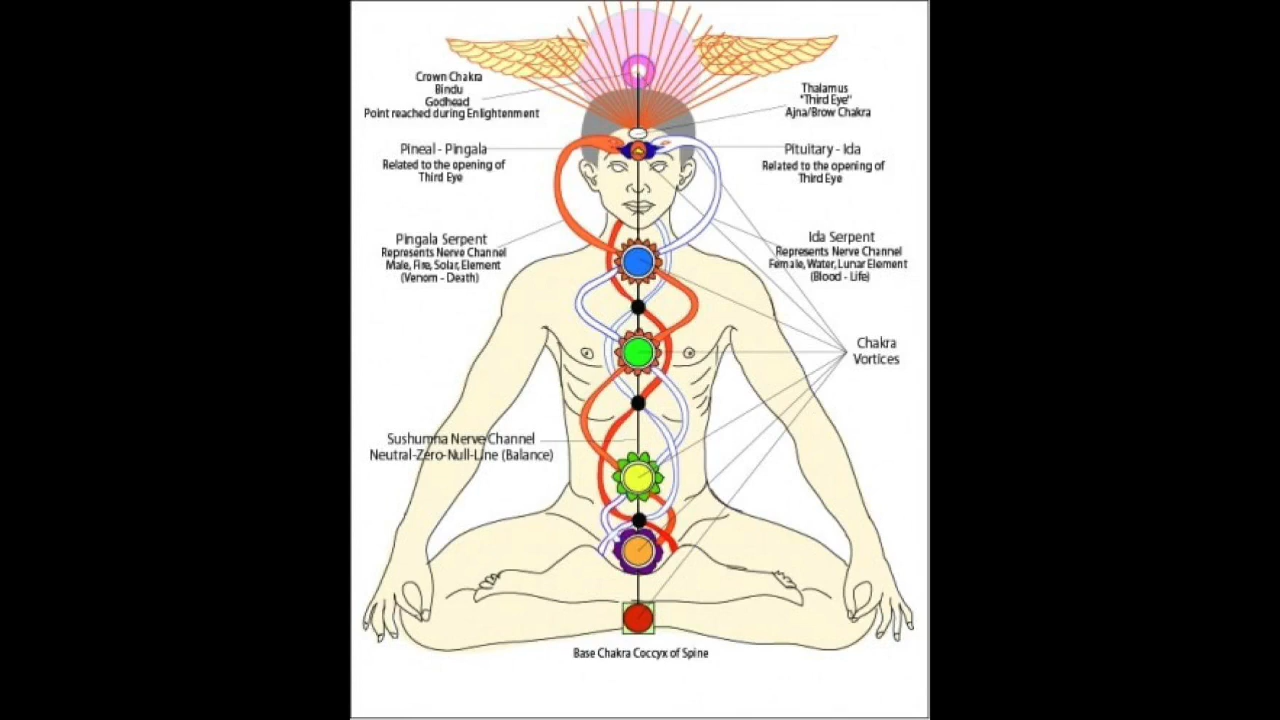 Crown Chakra
Bindu
Godhead
Point reached during Enlightenment
Thalamus
"Third Eye"
Ajna/Brow Chakra
Pineal - Pingala
Related to the opening of
Third Eye
Pituitary - Ida
Related to the opening of
Third Eye
Pingala Serpent
Represents Nerve Channel
Male, Fire, Solar, Element
(Venom - Death)
Ida Serpent
Represents Nerve Channel
Female, Water, Lunar Element
(Blood - Life)
Chakra
Vortices
Sushumna Nerve Channel
Neutral-Zero-Null-Line (Balance)
Base Chakra Coccyx of Spine